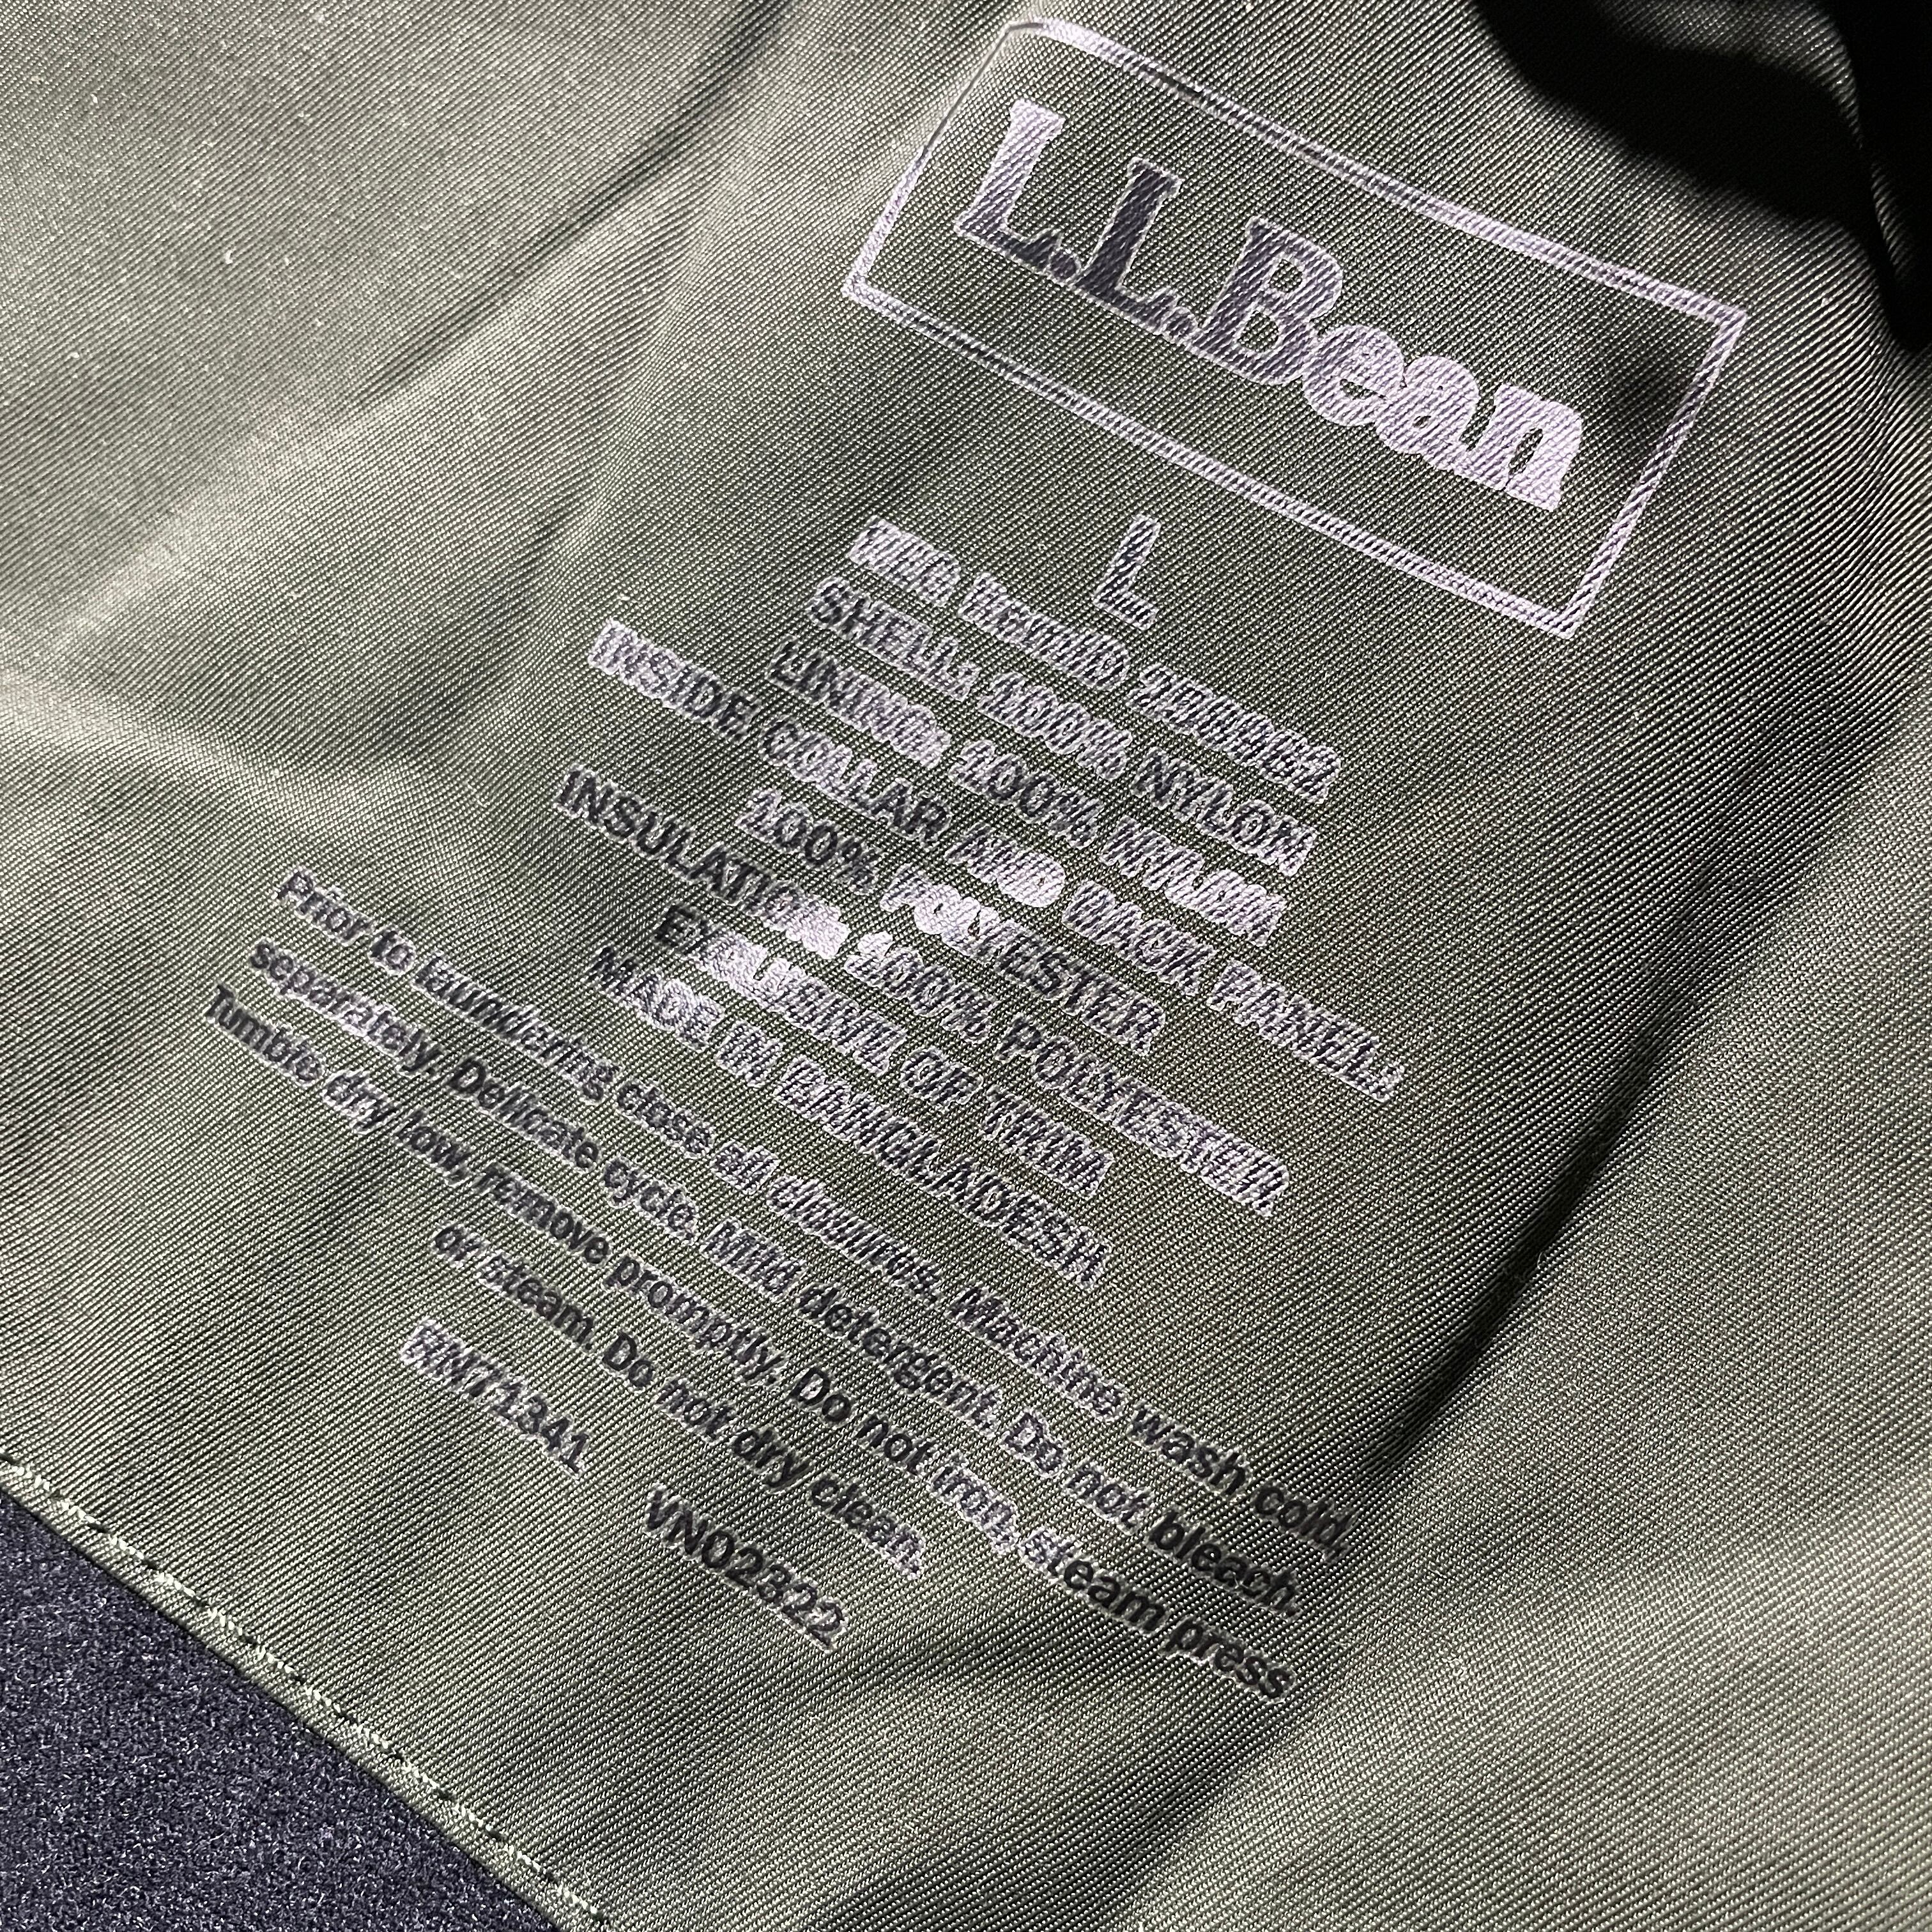 L.L.Bean
L
SHELL: 100% NYLON
LINING: 100% NYLON
INSIDE COLLAR AND BACK PANEL:
100% POLYESTER
INSULATION: 100% POLYESTER
EXCLUSIVE OF TRIM
MADE IN BANGLADESH
Prior to laundering close all closures. Machine wash cold,
separately. Delicate cycle. Mild detergent. Do not bleach.
Tumble dry low, remove promptly. Do not iron, steam press
or steam. Do not dry clean.
RM71341 VN02322